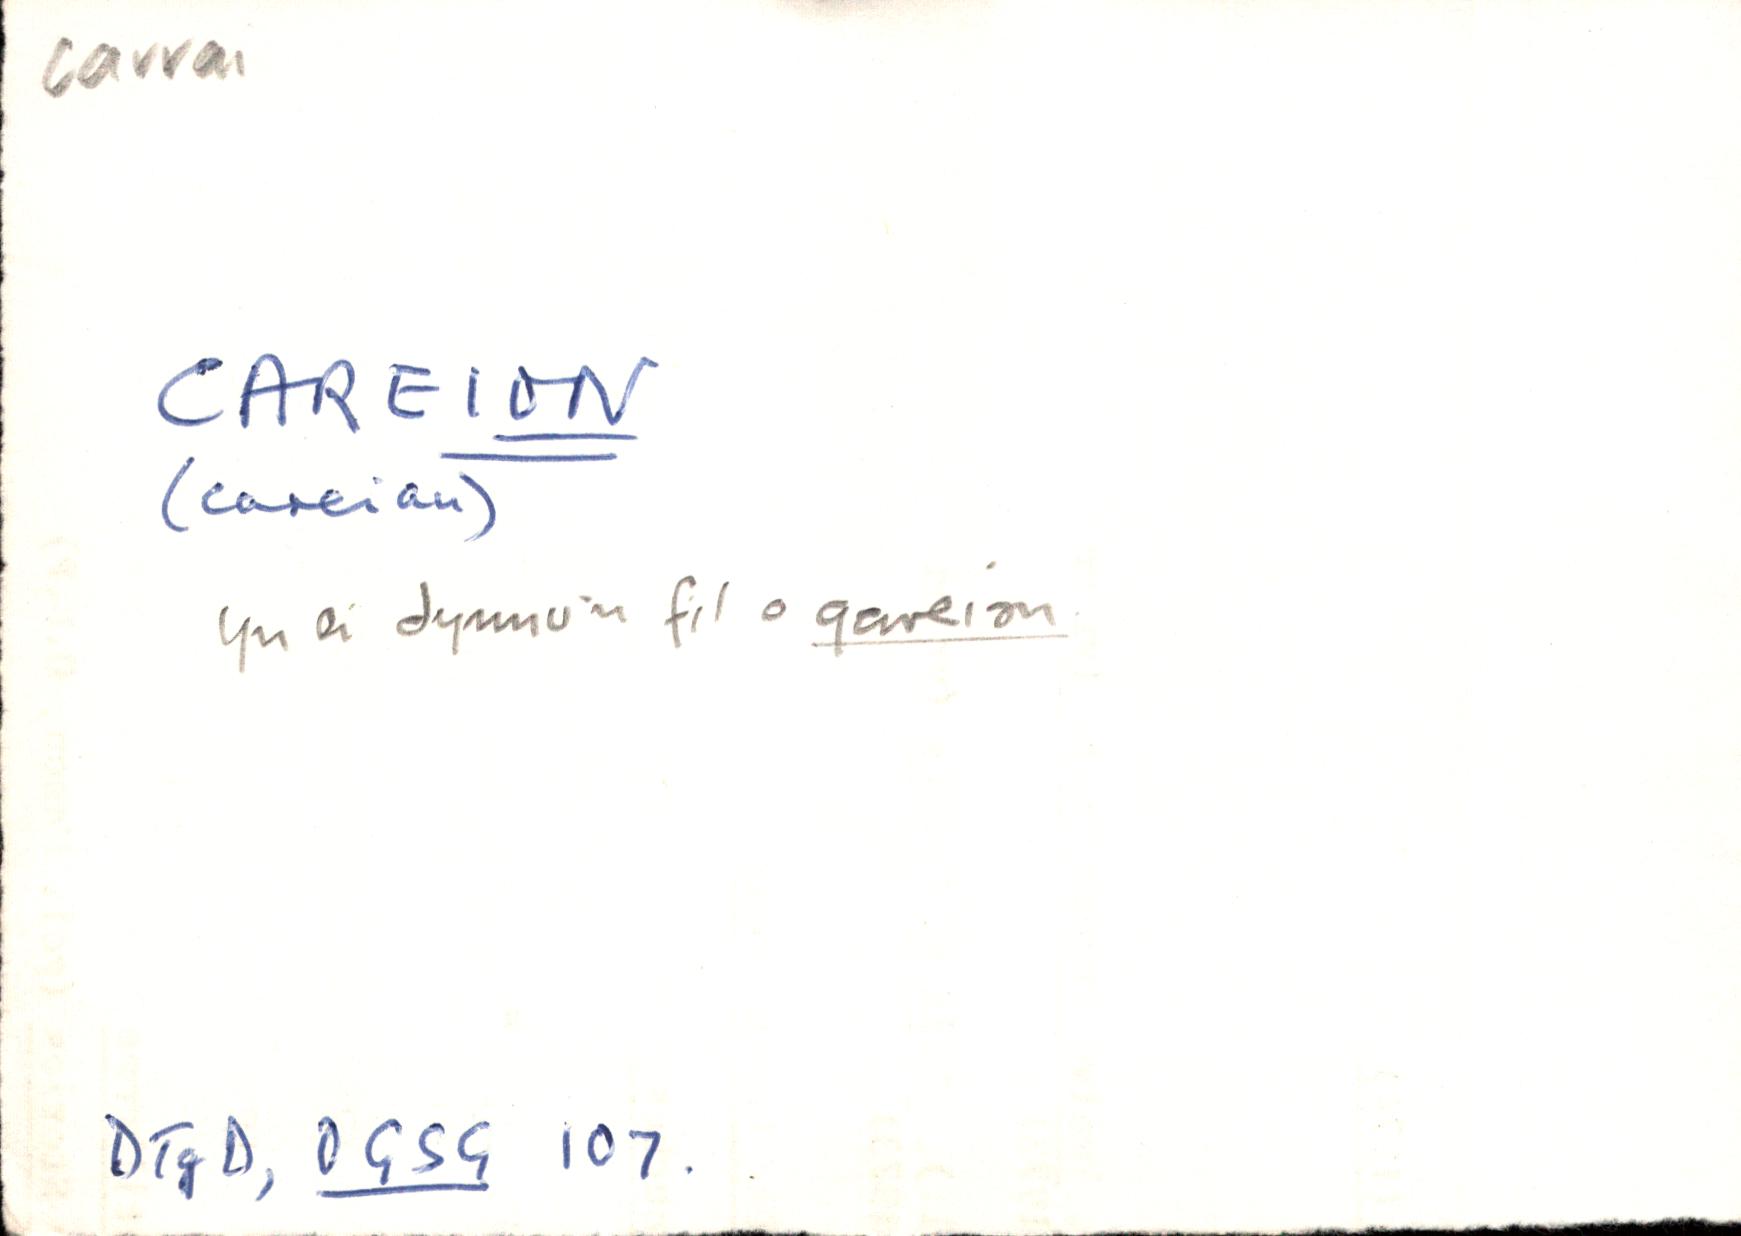 carrai
CAREION
(careiau)
yn ei dynnu'n fil o gareion.
DTgD, OGSG 107.